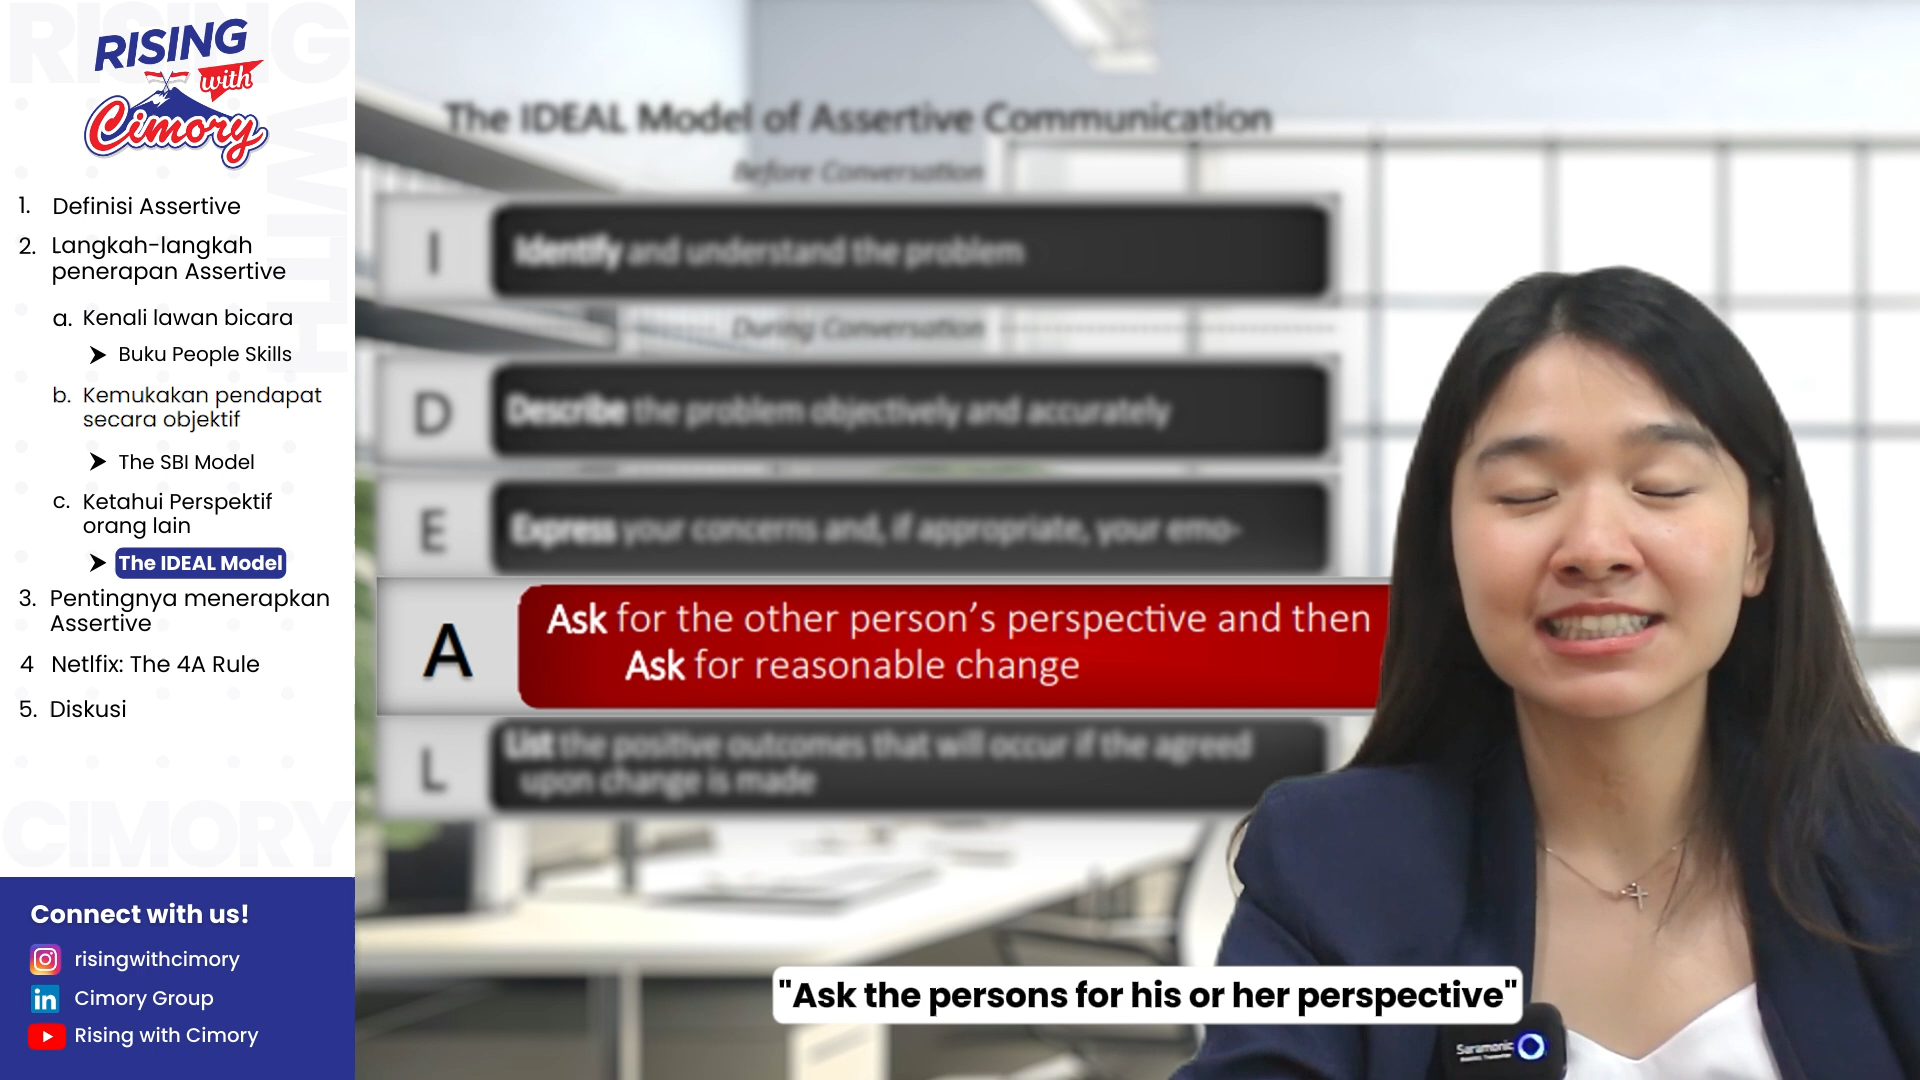 RISING
with
Cimory
1. Definisi Assertive
2. Langkah-langkah
penerapan Assertive
a. Kenali lawan bicara
Buku People Skills
b. Kemukakan pendapat
secara objektif
The SBI Model
c. Ketahui Perspektif
orang lain
The IDEAL Model
3. Pentingnya menerapkan
Assertive
4 Netlfix: The 4A Rule
5. Diskusi
RISING
WITH
CIMORY
Connect with us!
risingwithcimory
in Cimory Group
Rising with Cimory
The IDEAL Model of Assertive Communication
Before Conversation
I Identify and understand the problem
During Conversation
D Describe the problem objectively and accurately
E Express your concerns and, if appropriate, your emo-
A Ask for the other person's perspective and then
Ask for reasonable change
L List the positive outcomes that will occur if the agreed
upon change is made
"Ask the persons for his or her perspective"
Saramonic